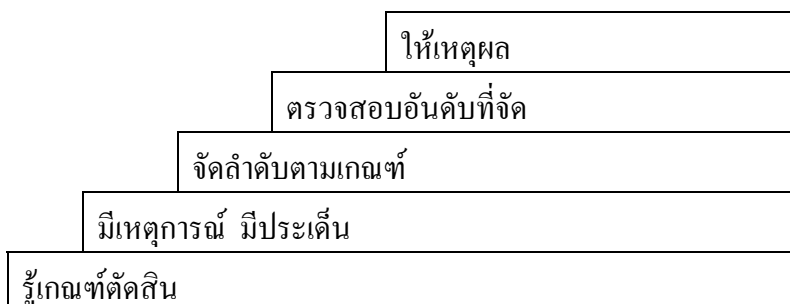 ให้เหตุผล
ตรวจสอบอันดับที่จัด
จัดลำดับตามเกณฑ์
มีเหตุการณ์ มีประเด็น
รู้เกณฑ์ตัดสิน